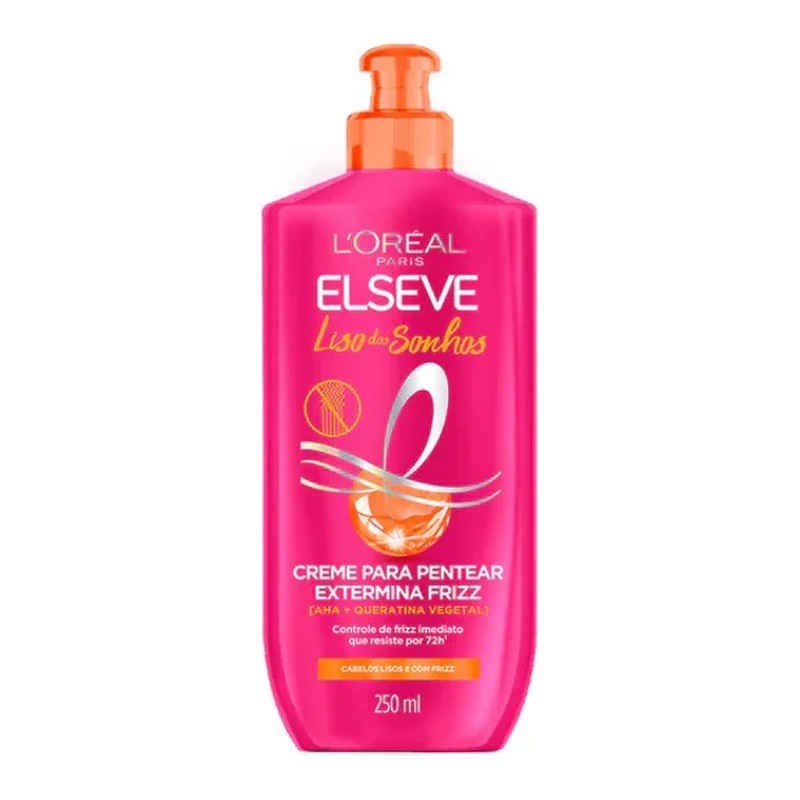 L'ORÉAL
PARIS
ELSEVE
Liso dos Sonhos
CREME PARA PENTEAR
EXTERMINA FRIZZ
[AHA + QUERATINA VEGETAL]
Controle de frizz imediato
que resiste por 72h¹
CABELOS LISOS E COM FRIZZ
250 ml